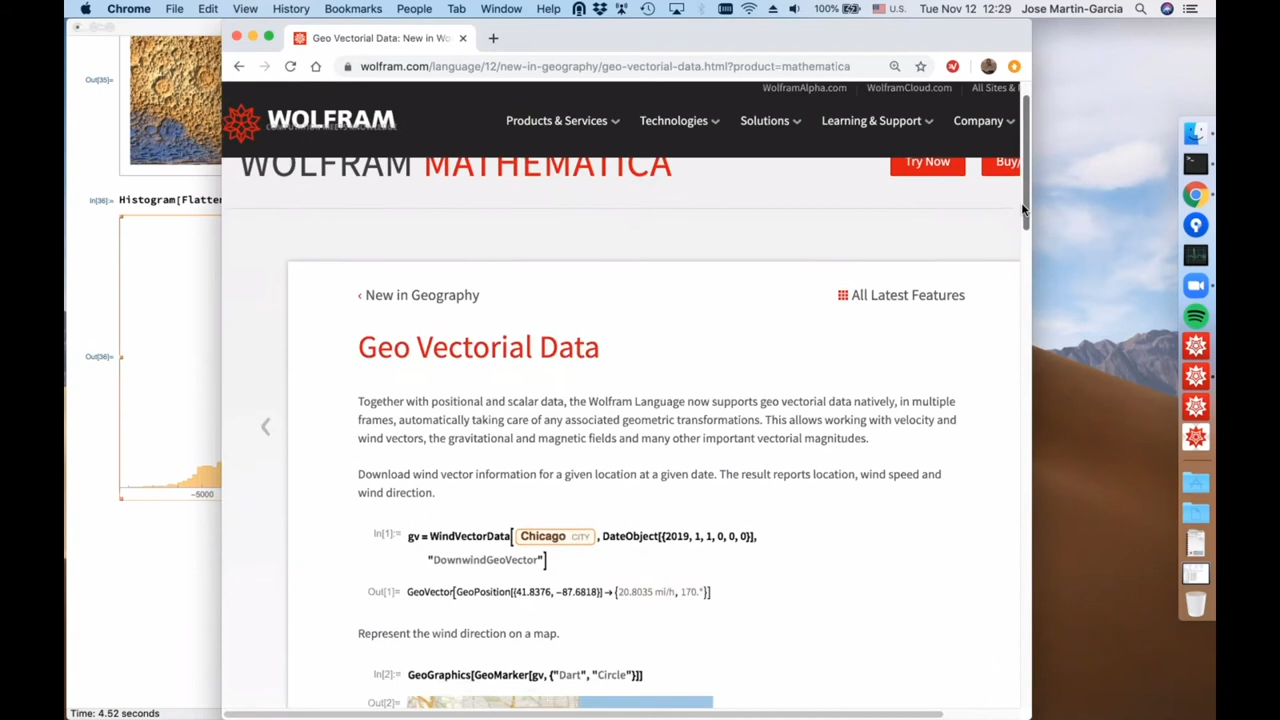 Chrome File Edit View History Bookmarks People Tab Window Help 100% U.S. Tue Nov 12 12:29 Jose Martin-Garcia
Geo Vectorial Data: New in Wo
wolfram.com/language/12/new-in-geography/geo-vectorial-data.html?product=mathematica
WolframAlpha.com WolframCloud.com All Sites &
WOLFRAM
Products & Services Technologies Solutions Learning & Support Company
WOLFRAM MATHEMATICA
Try Now Buy/
‹ New in Geography
All Latest Features
Geo Vectorial Data
Together with positional and scalar data, the Wolfram Language now supports geo vectorial data natively, in multiple
frames, automatically taking care of any associated geometric transformations. This allows working with velocity and
wind vectors, the gravitational and magnetic fields and many other important vectorial magnitudes.
Download wind vector information for a given location at a given date. The result reports location, wind speed and
wind direction.
In[1]:= gv = WindVectorData[ Chicago CITY , DateObject[{2019, 1, 1, 0, 0, 0}],
"DownwindGeoVector"]
Out[1]= GeoVector[GeoPosition[{41.8376, -87.6818}] → {20.8035 mi/h, 170.°}]
Represent the wind direction on a map.
In[2]:= GeoGraphics[GeoMarker[gv, {"Dart", "Circle"}]]
Out[2]=
Out[35]=
In[36]:= Histogram[Flatten
Out[36]=
-5000
Time: 4.52 seconds